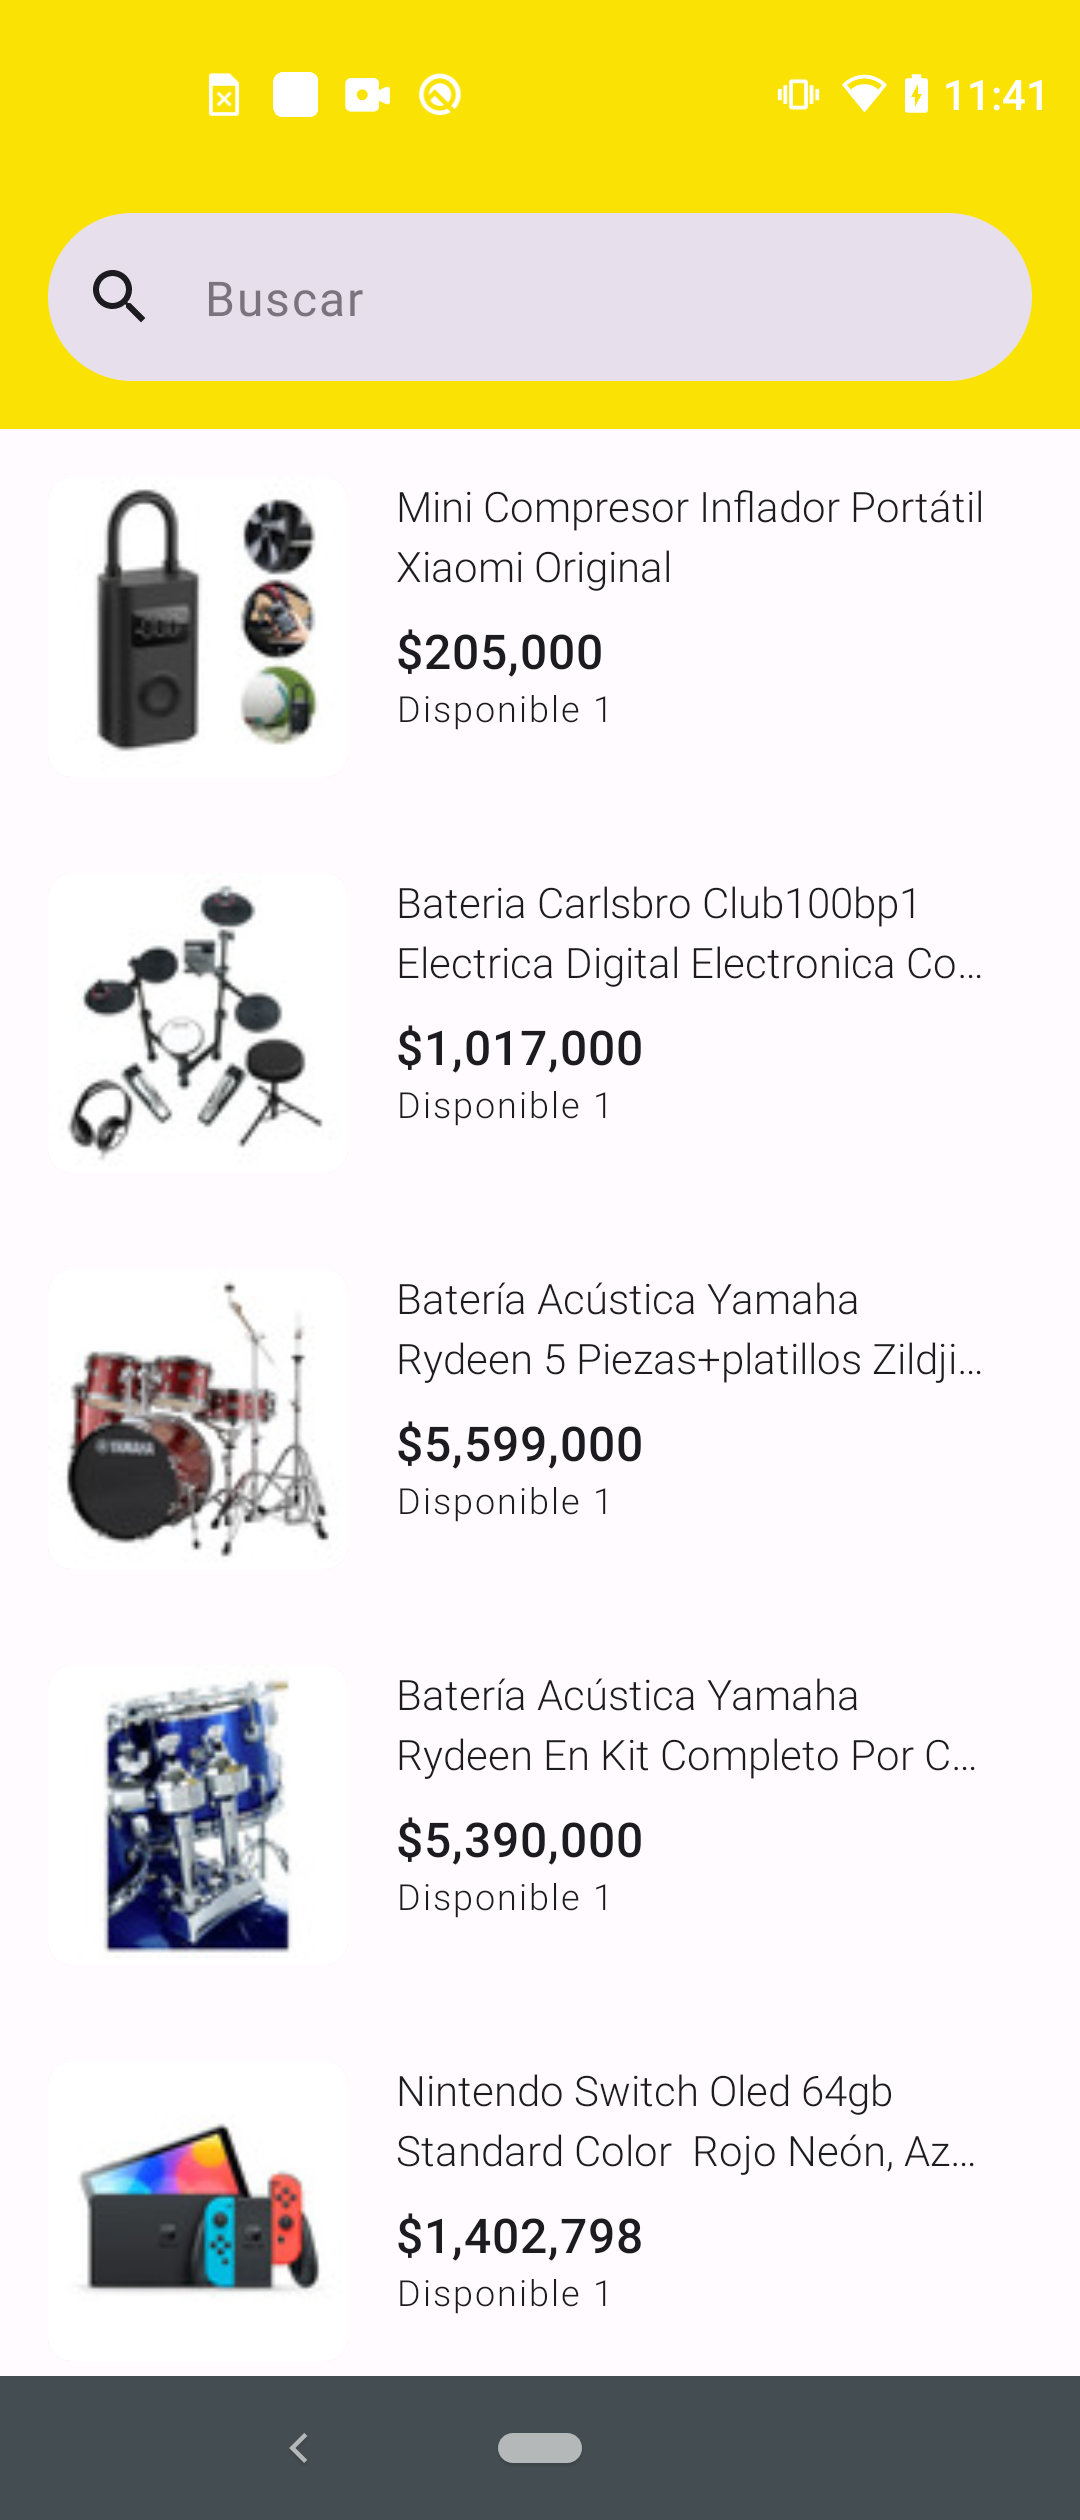 11:41
Buscar
Mini Compresor Inflador Portátil
Xiaomi Original
$205,000
Disponible 1
Bateria Carlsbro Club100bp1
Electrica Digital Electronica Co...
$1,017,000
Disponible 1
Batería Acústica Yamaha
Rydeen 5 Piezas+platillos Zildji...
$5,599,000
Disponible 1
YAMAHA
Batería Acústica Yamaha
Rydeen En Kit Completo Por C...
$5,390,000
Disponible 1
Nintendo Switch Oled 64gb
Standard Color  Rojo Neón, Az...
$1,402,798
Disponible 1